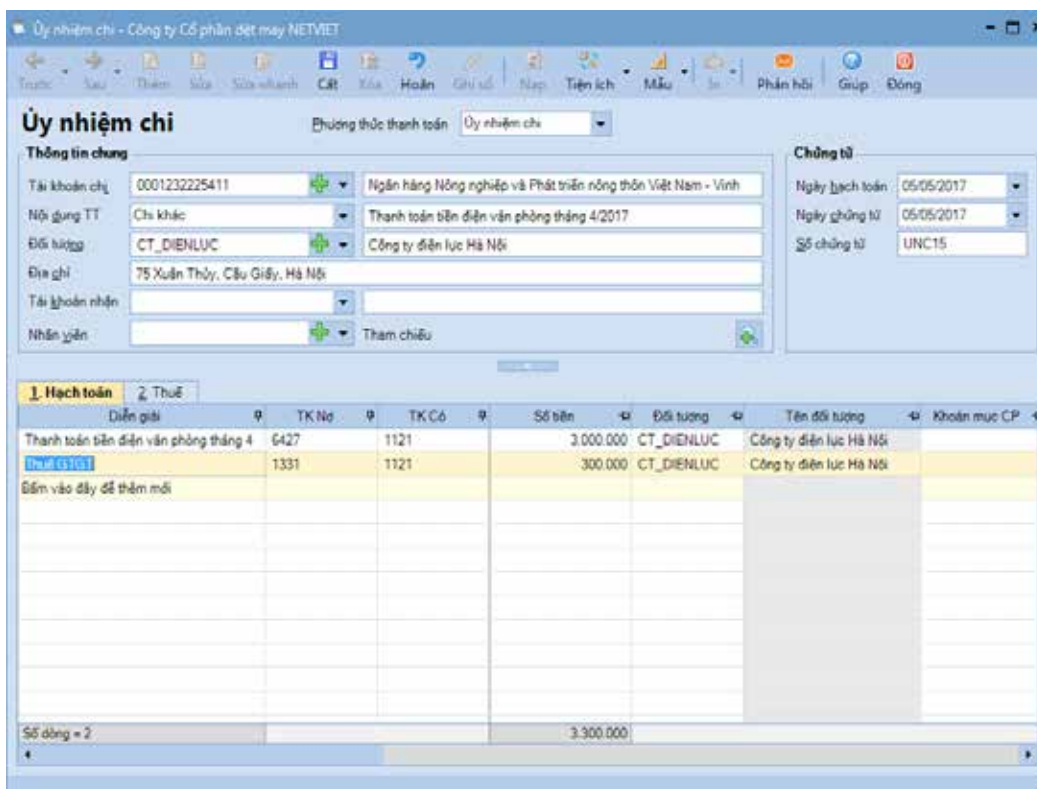 Ủy nhiệm chi - Công ty Cổ phần dệt may NETVIET
Trước Sau Thêm Sửa Sửa nhanh Cất Xóa Hoãn Ghi sổ Nạp Tiện ích Mẫu In Phản hồi Giúp Đóng
Ủy nhiệm chi
Phương thức thanh toán Ủy nhiệm chi
Thông tin chung
Tài khoản chi 0001232225411 Ngân hàng Nông nghiệp và Phát triển nông thôn Việt Nam - Vinh
Nội dung TT Chi khác Thanh toán tiền điện văn phòng tháng 4/2017
Đối tượng CT_DIENLUC Công ty điện lực Hà Nội
Địa chỉ 75 Xuân Thủy, Cầu Giấy, Hà Nội
Tài khoản nhận
Nhân viên Tham chiếu
Chứng từ
Ngày hạch toán 05/05/2017
Ngày chứng từ 05/05/2017
Số chứng từ UNC15
1. Hạch toán 2. Thuế
Diễn giải TK Nợ TK Có Số tiền Đối tượng Tên đối tượng Khoản mục CP
Thanh toán tiền điện văn phòng tháng 4 6427 1121 3.000.000 CT_DIENLUC Công ty điện lực Hà Nội
Thuế GTGT 1331 1121 300.000 CT_DIENLUC Công ty điện lực Hà Nội
Bấm vào đây để thêm mới
Số dòng = 2 3.300.000